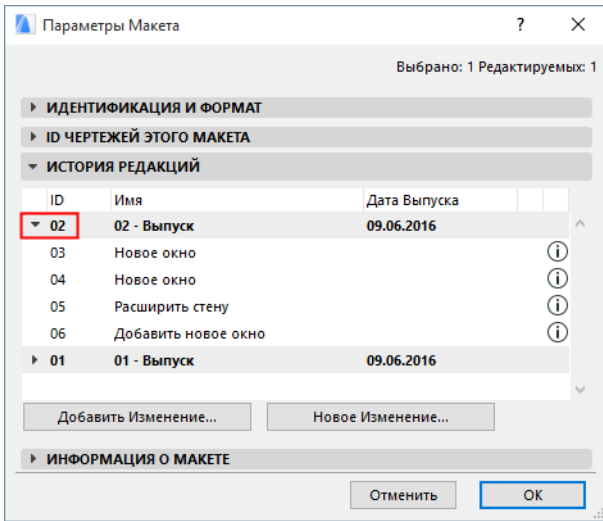 Параметры Макета ?
Выбрано: 1 Редактируемых: 1
ИДЕНТИФИКАЦИЯ И ФОРМАТ
ID ЧЕРТЕЖЕЙ ЭТОГО МАКЕТА
ИСТОРИЯ РЕДАКЦИЙ
ID Имя Дата Выпуска
02 02 - Выпуск 09.06.2016
03 Новое окно
04 Новое окно
05 Расширить стену
06 Добавить новое окно
01 01 - Выпуск 09.06.2016
Добавить Изменение... Новое Изменение...
ИНФОРМАЦИЯ О МАКЕТЕ
Отменить OK